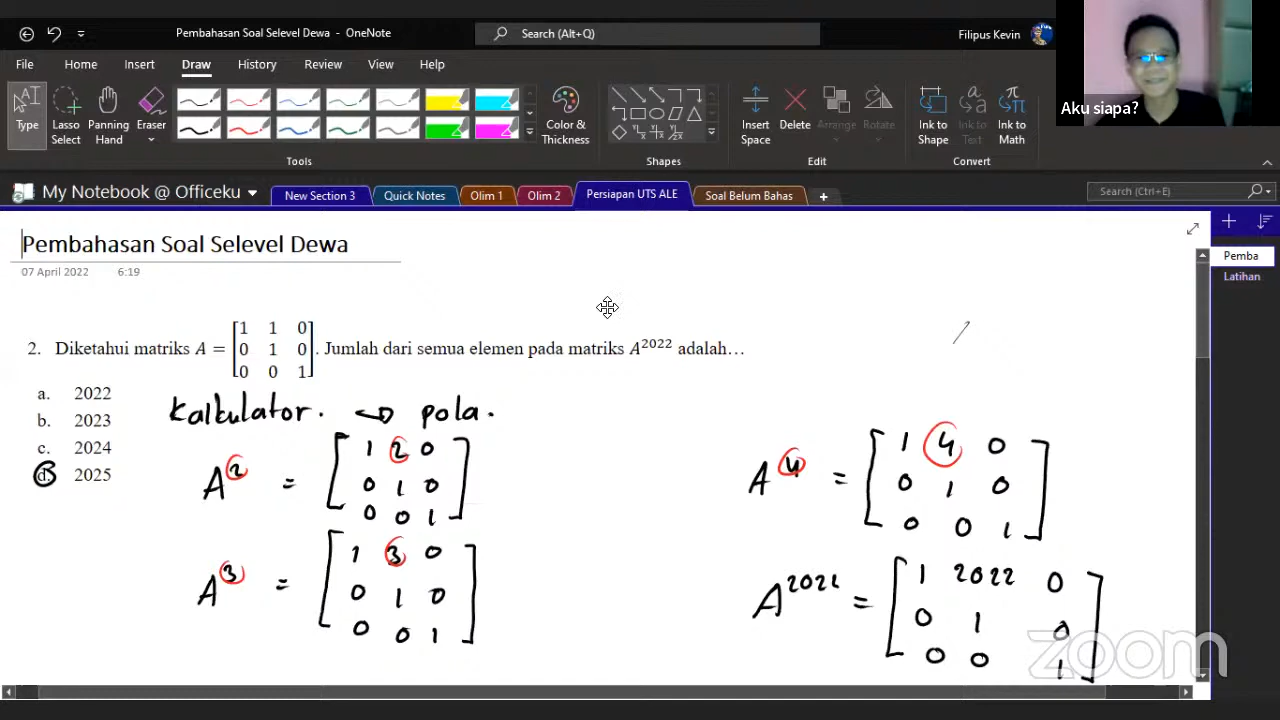 Pembahasan Soal Selevel Dewa - OneNote
Search (Alt+Q)
Filipus Kevin
Aku siapa?
File Home Insert Draw History Review View Help
Type
Lasso Select
Panning Hand
Eraser
Color & Thickness
Insert Space
Delete
Arrange
Rotate
Ink to Shape
Ink to Text
Ink to Math
Tools
Shapes
Edit
Convert
My Notebook @ Officeku
New Section 3
Quick Notes
Olim 1
Olim 2
Persiapan UTS ALE
Soal Belum Bahas
Search (Ctrl+E)
Pembahasan Soal Selevel Dewa
07 April 2022 6:19
Pemba
Latihan
2. Diketahui matriks A = [1 1 0
0 1 0
0 0 1]. Jumlah dari semua elemen pada matriks A^2022 adalah…
a. 2022
b. 2023
c. 2024
d. 2025
Kalkulator. ↪ pola.
A^2 = [1 2 0
0 1 0
0 0 1]
A^3 = [1 3 0
0 1 0
0 0 1]
A^4 = [1 4 0
0 1 0
0 0 1]
A^2022 = [1 2022 0
0 1 0
0 0 1]
zoom